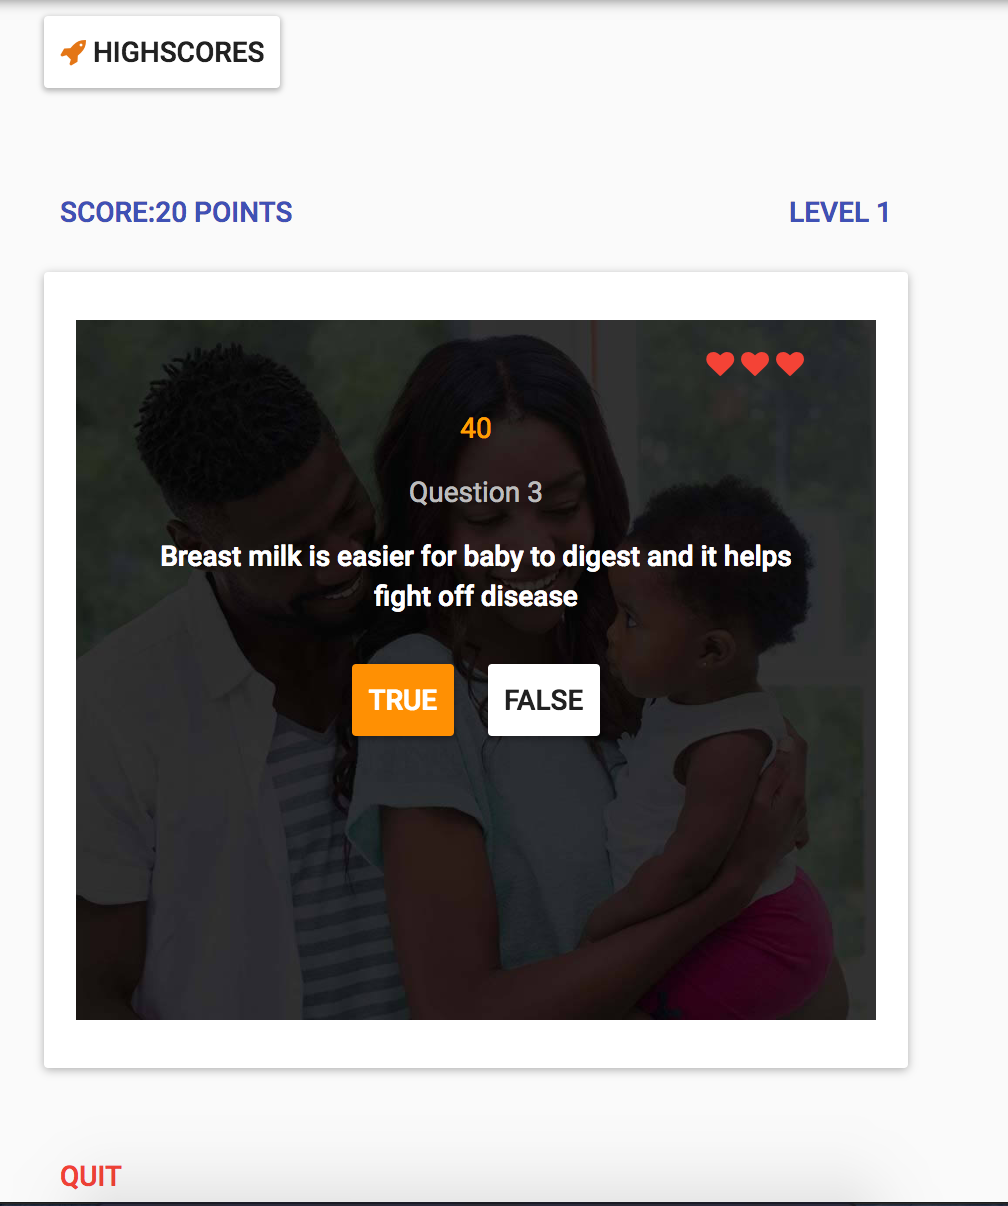 HIGHSCORES
SCORE:20 POINTS
LEVEL 1
40
Question 3
Breast milk is easier for baby to digest and it helps
fight off disease
TRUE
FALSE
QUIT